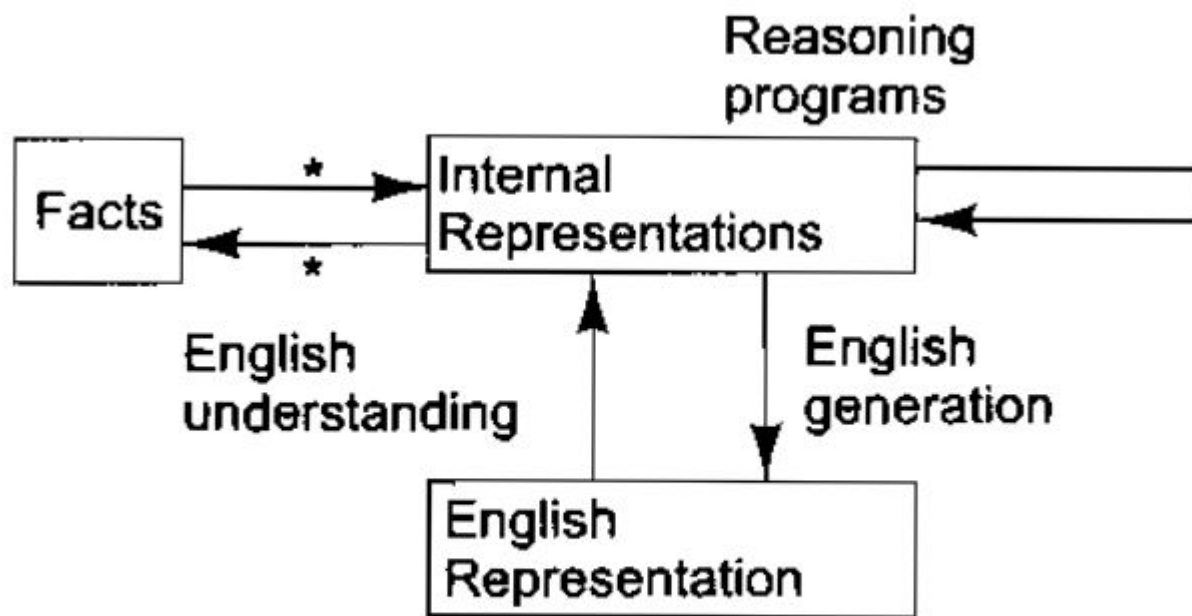 Reasoning
programs
*
Facts
Internal
Representations
*
English
understanding
English
generation
English
Representation